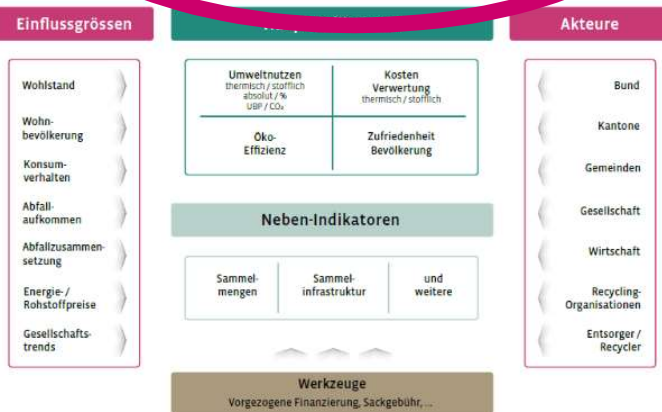 Einflussgrössen
Wohlstand
Wohn-
bevölkerung
Konsum-
verhalten
Abfall-
aufkommen
Abfallzusammen-
setzung
Energie-/
Rohstoffpreise
Gesellschafts-
trends
Umweltnutzen
thermisch / stofflich
absolut / %
UBP / CO₂
Kosten
Verwertung
thermisch / stofflich
Öko-
Effizienz
Zufriedenheit
Bevölkerung
Neben-Indikatoren
Sammel-
mengen
Sammel-
infrastruktur
und
weitere
Werkzeuge
Vorgezogene Finanzierung, Sackgebühr, ...
Akteure
Bund
Kantone
Gemeinden
Gesellschaft
Wirtschaft
Recycling-
Organisationen
Entsorger /
Recycler